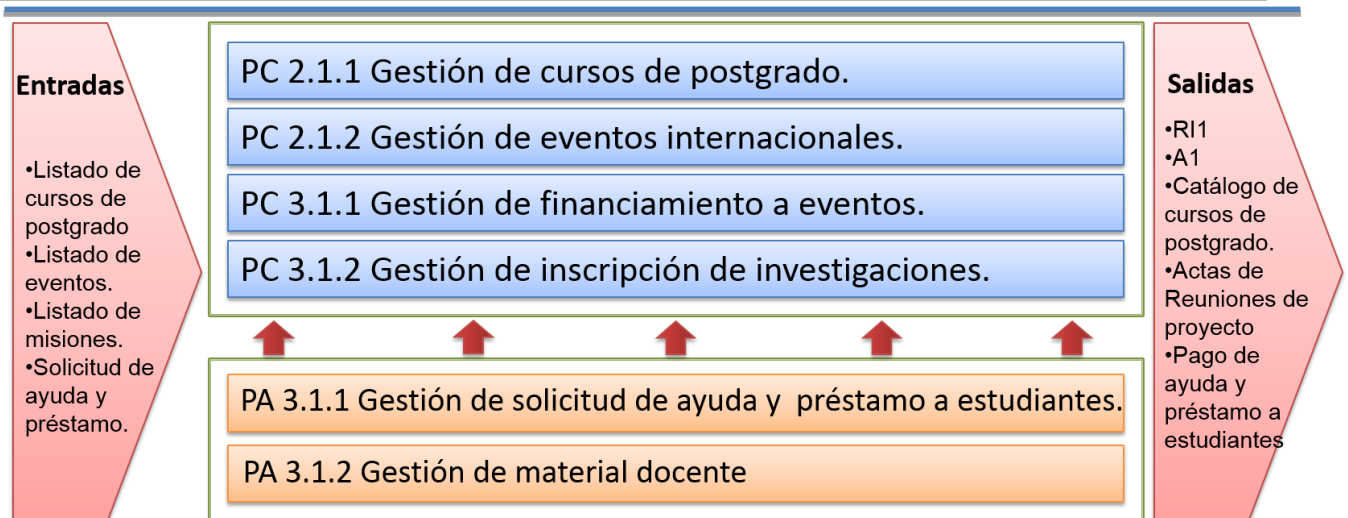 Entradas
•Listado de
cursos de
postgrado
•Listado de
eventos.
•Listado de
misiones.
•Solicitud de
ayuda y
préstamo.
PC 2.1.1 Gestión de cursos de postgrado.
PC 2.1.2 Gestión de eventos internacionales.
PC 3.1.1 Gestión de financiamiento a eventos.
PC 3.1.2 Gestión de inscripción de investigaciones.
PA 3.1.1 Gestión de solicitud de ayuda y  préstamo a estudiantes.
PA 3.1.2 Gestión de material docente
Salidas
•RI1
•A1
•Catálogo de
cursos de
postgrado.
•Actas de
Reuniones de
proyecto
•Pago de
ayuda y
préstamo a
estudiantes